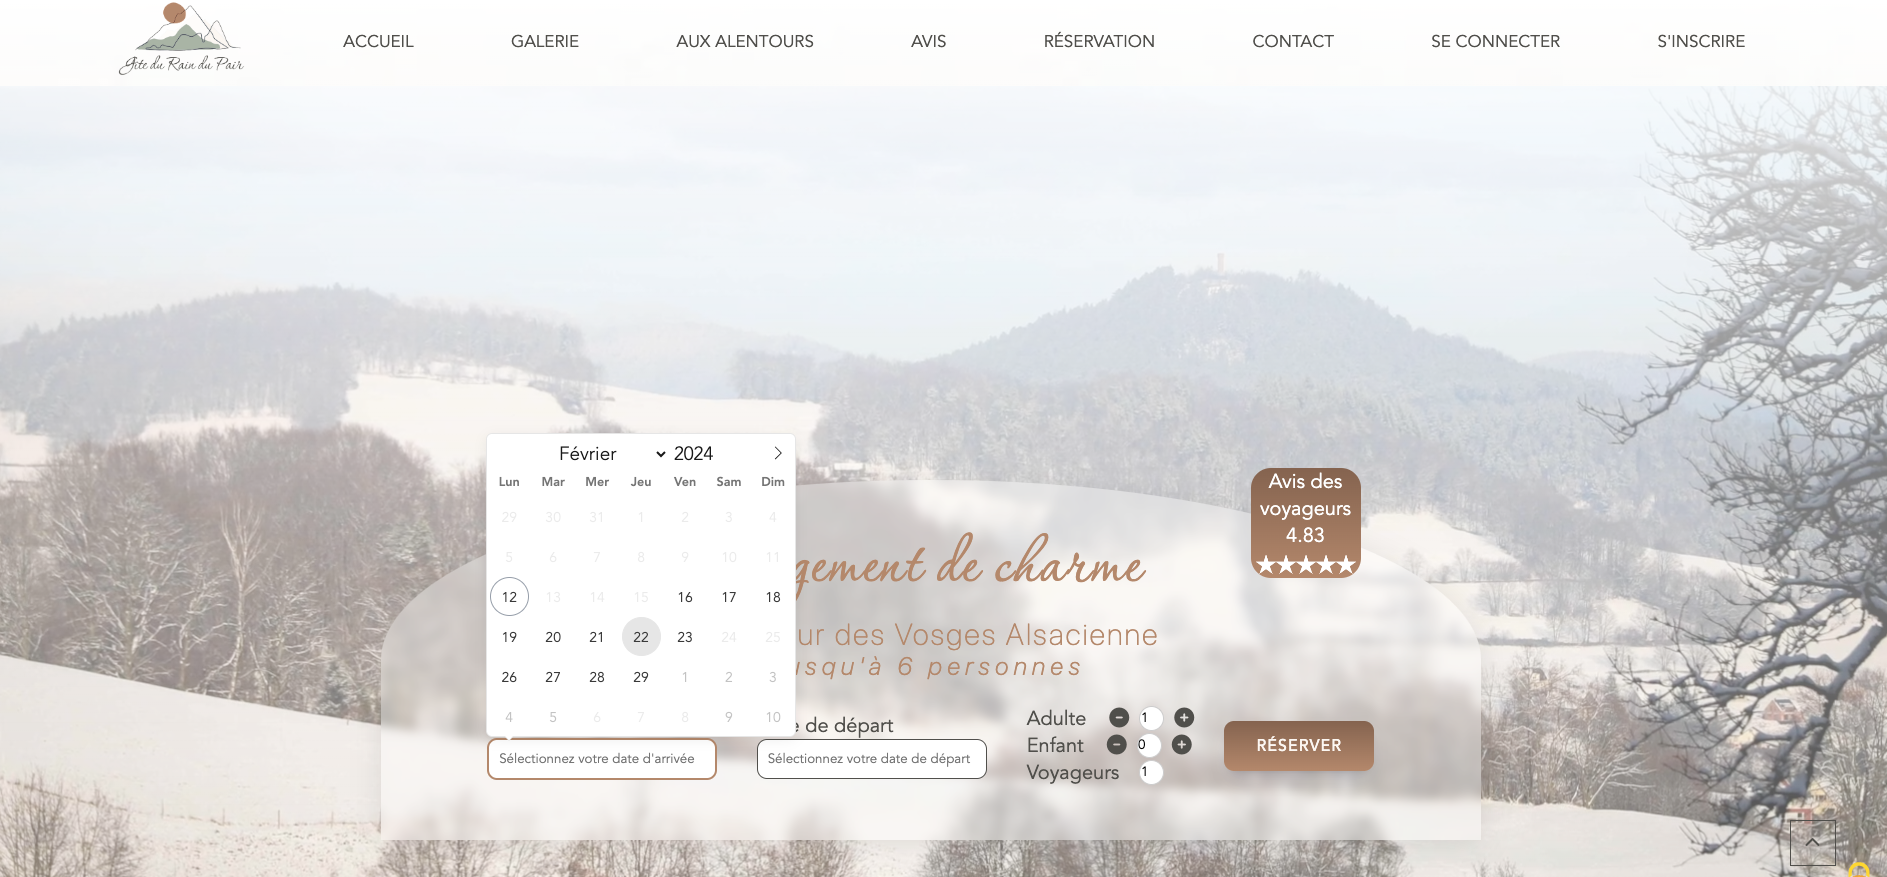 Gîte du Rain du Pair
ACCUEIL
GALERIE
AUX ALENTOURS
AVIS
RÉSERVATION
CONTACT
SE CONNECTER
S'INSCRIRE
Février 2024
Lun Mar Mer Jeu Ven Sam Dim
29 30 31 1 2 3 4
5 6 7 8 9 10 11
12 13 14 15 16 17 18
19 20 21 22 23 24 25
26 27 28 29 1 2 3
4 5 6 7 8 9 10
Avis des
voyageurs
4.83
gement de charme
ur des Vosges Alsacienne
usqu'à 6 personnes
e de départ
Sélectionnez votre date d'arrivée
Sélectionnez votre date de départ
Adulte - 1 +
Enfant - 0 +
Voyageurs 1
RÉSERVER